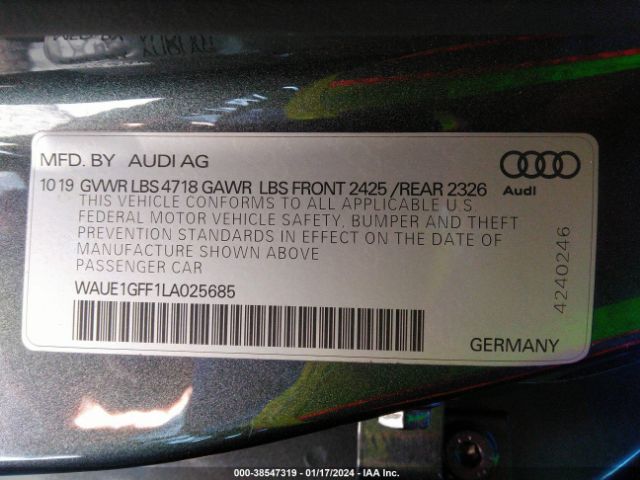 MFD. BY AUDI AG
1019 GVWR LBS 4718 GAWR LBS FRONT 2425 /REAR 2326
THIS VEHICLE CONFORMS TO ALL APPLICABLE U.S.
FEDERAL MOTOR VEHICLE SAFETY, BUMPER AND THEFT
PREVENTION STANDARDS IN EFFECT ON THE DATE OF
MANUFACTURE SHOWN ABOVE
PASSENGER CAR
WAUE1GFF1LA025685
Audi
4240246
GERMANY
000-38547319 - 01/17/2024 - IAA Inc.